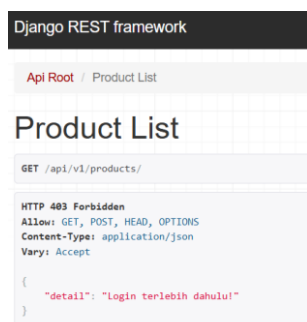 Django REST framework
Api Root / Product List
Product List
GET /api/v1/products/
HTTP 403 Forbidden
Allow: GET, POST, HEAD, OPTIONS
Content-Type: application/json
Vary: Accept
{
"detail": "Login terlebih dahulu!"
}